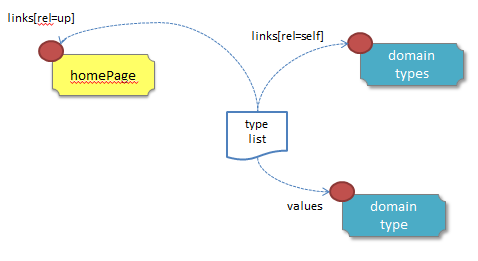 links[rel=up]
links[rel=self]
domain
types
homePage
type
list
values
domain
type